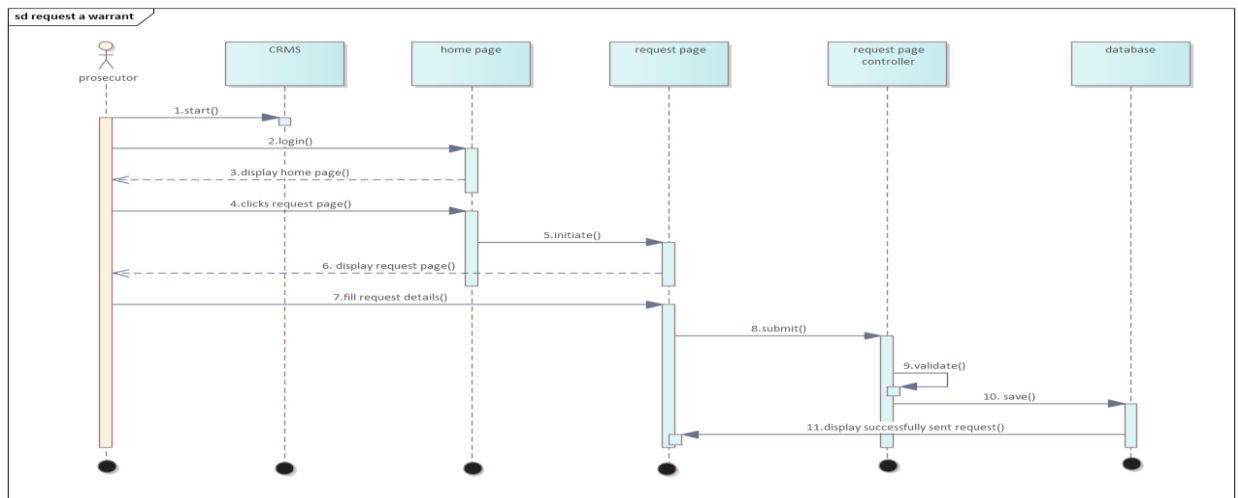 sd request a warrant
prosecutor
CRMS
home page
request page
request page
controller
database
1.start()
2.login()
3.display home page()
4.clicks request page()
5.initiate()
6. display request page()
7.fill request details()
8.submit()
9.validate()
10. save()
11.display successfully sent request()